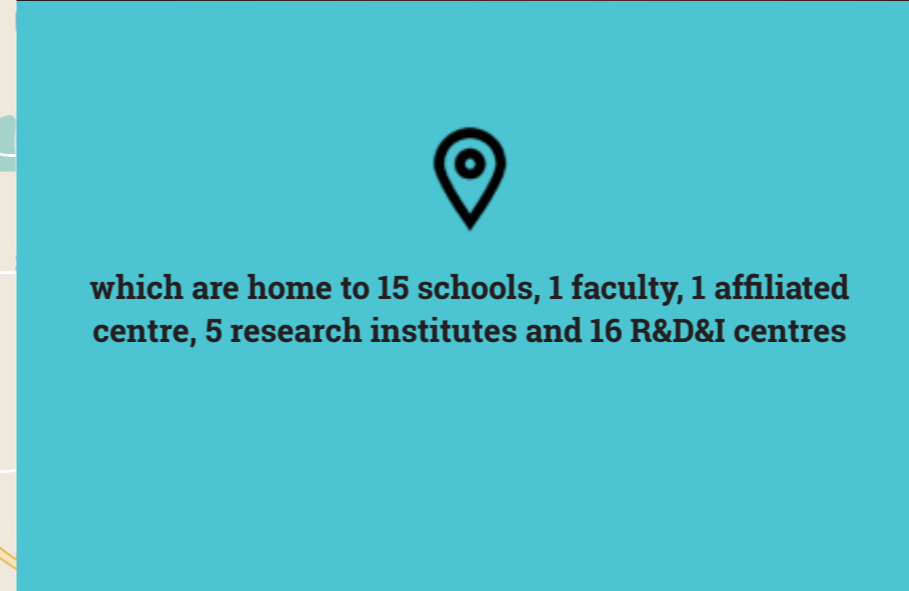 which are home to 15 schools, 1 faculty, 1 affiliated
centre, 5 research institutes and 16 R&D&I centres